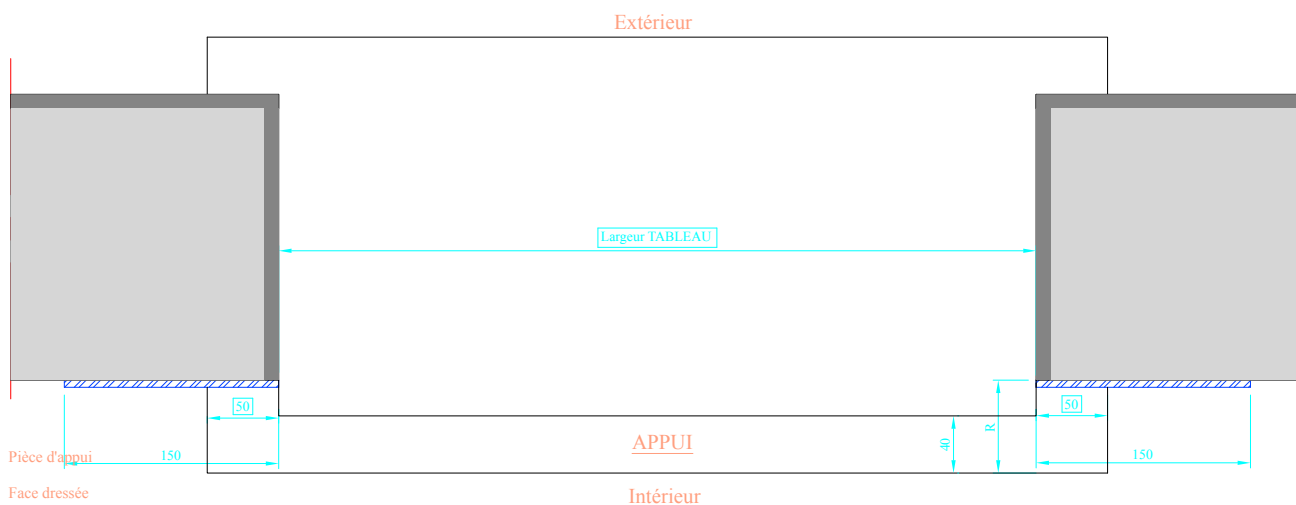 Extérieur
Largeur TABLEAU
50
50
R
40
APPUI
Pièce d'appui
150
150
Face dressée
Intérieur